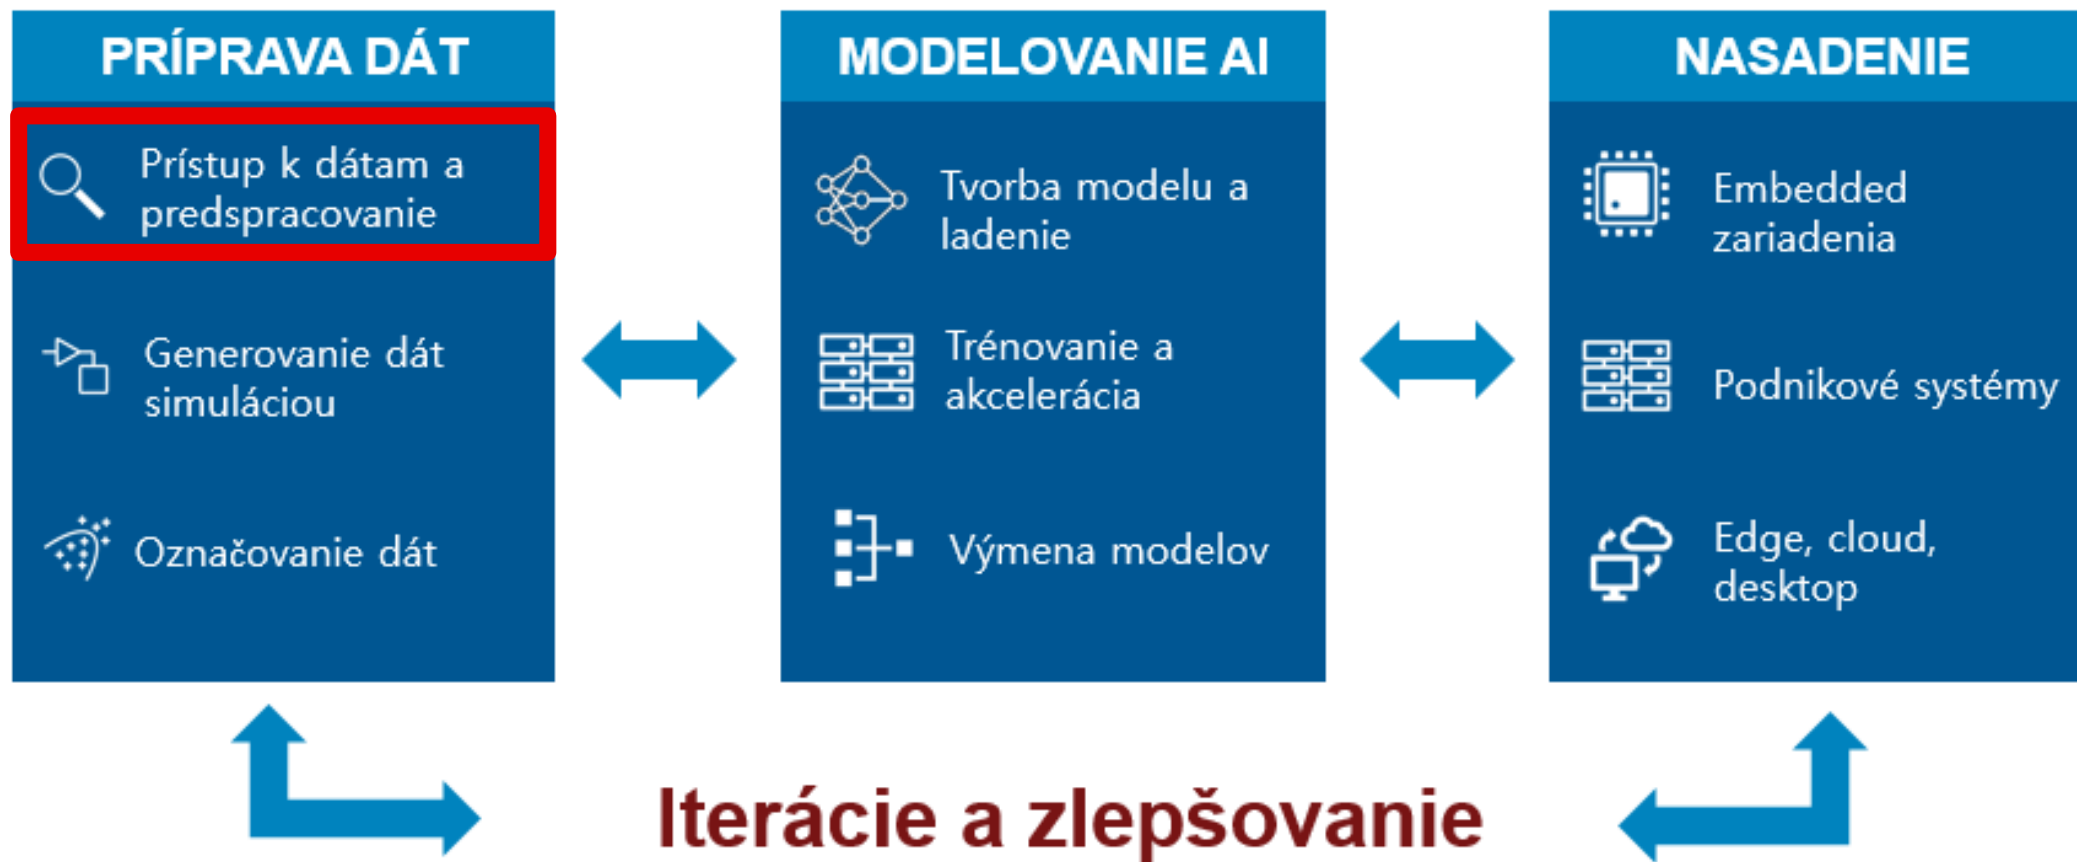 PRÍPRAVA DÁT
Prístup k dátam a
predspracovanie
Generovanie dát
simuláciou
Označovanie dát
MODELOVANIE AI
Tvorba modelu a
ladenie
Trénovanie a
akcelerácia
Výmena modelov
NASADENIE
Embedded
zariadenia
Podnikové systémy
Edge, cloud,
desktop
Iterácie a zlepšovanie